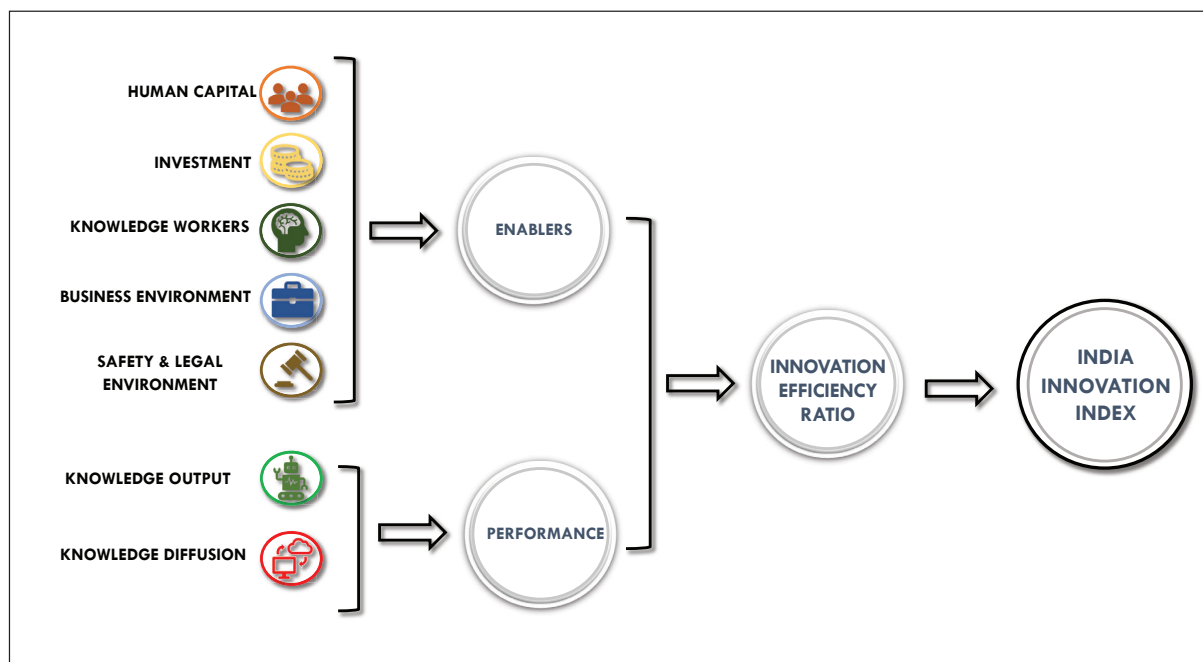 HUMAN CAPITAL
INVESTMENT
KNOWLEDGE WORKERS
BUSINESS ENVIRONMENT
SAFETY & LEGAL
ENVIRONMENT
KNOWLEDGE OUTPUT
KNOWLEDGE DIFFUSION
ENABLERS
PERFORMANCE
INNOVATION
EFFICIENCY
RATIO
INDIA
INNOVATION
INDEX